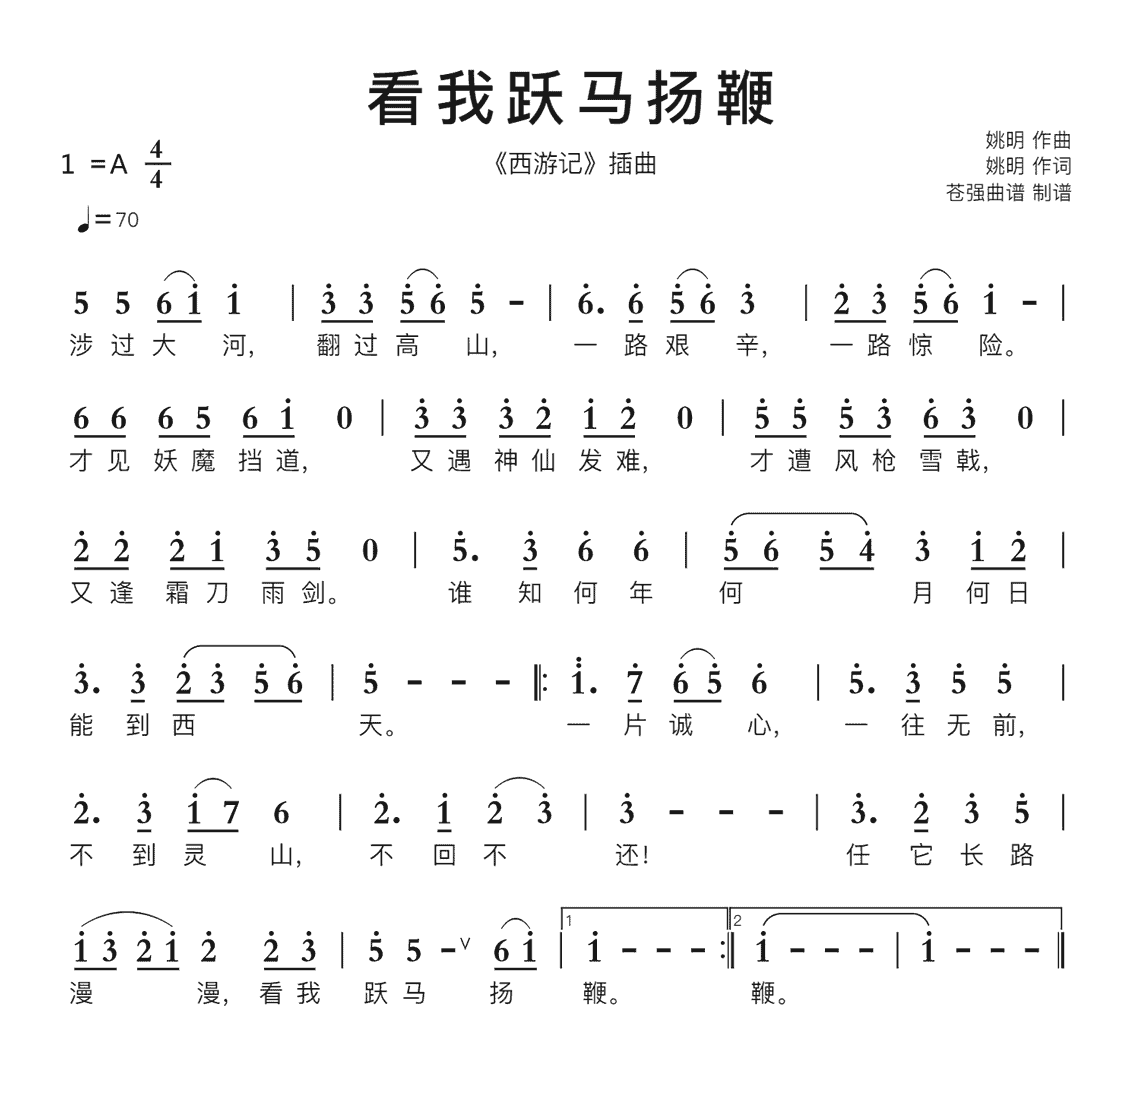 看我跃马扬鞭
1 =A 4/4
《西游记》插曲
姚明 作曲
姚明 作词
苍强曲谱 制谱
♩=70
5 5 6 1̇ 1̇ | 3̇ 3̇ 5̇ 6̇ 5̇ - | 6̇. 6̇ 5̇ 6̇ 3̇ | 2̇ 3̇ 5̇ 6̇ 1̇ - |
涉过大 河, 翻过高 山, 一 路艰 辛, 一路惊 险。
6 6 6 5 6 1̇ 0 | 3̇ 3̇ 3̇ 2̇ 1̇ 2̇ 0 | 5̇ 5̇ 5̇ 3̇ 6̇ 3̇ 0 |
才见妖魔挡道, 又遇神仙发难, 才遭风枪雪戟,
2̇ 2̇ 2̇ 1̇ 3̇ 5̇ 0 | 5̇. 3̇ 6̇ 6̇ | 5̇ 6̇ 5̇ 4̇ 3̇ 1̇ 2̇ |
又逢霜刀雨剑。 谁 知何年 何 月何日
3̇. 3̇ 2̇ 3̇ 5̇ 6̇ | 5̇ - - - ‖: 1̈. 7̇ 6̇ 5̇ 6̇ | 5̇. 3̇ 5̇ 5̇ |
能 到西 天。 一 片诚 心, 一 往无前,
2̇. 3̇ 1̇ 7 6 | 2̇. 1̇ 2̇ 3̇ | 3̇ - - - | 3̇. 2̇ 3̇ 5̇ |
不 到灵 山, 不 回不 还! 任 它长路
1̇ 3̇ 2̇ 1̇ 2̇ 2̇ 3̇ | 5̇ 5 -ᵛ 6 1̇ | 1 1̇ - - - :‖ 2 1̇ - - - | 1̇ - - - ‖
漫 漫, 看我 跃马 扬 鞭。 鞭。